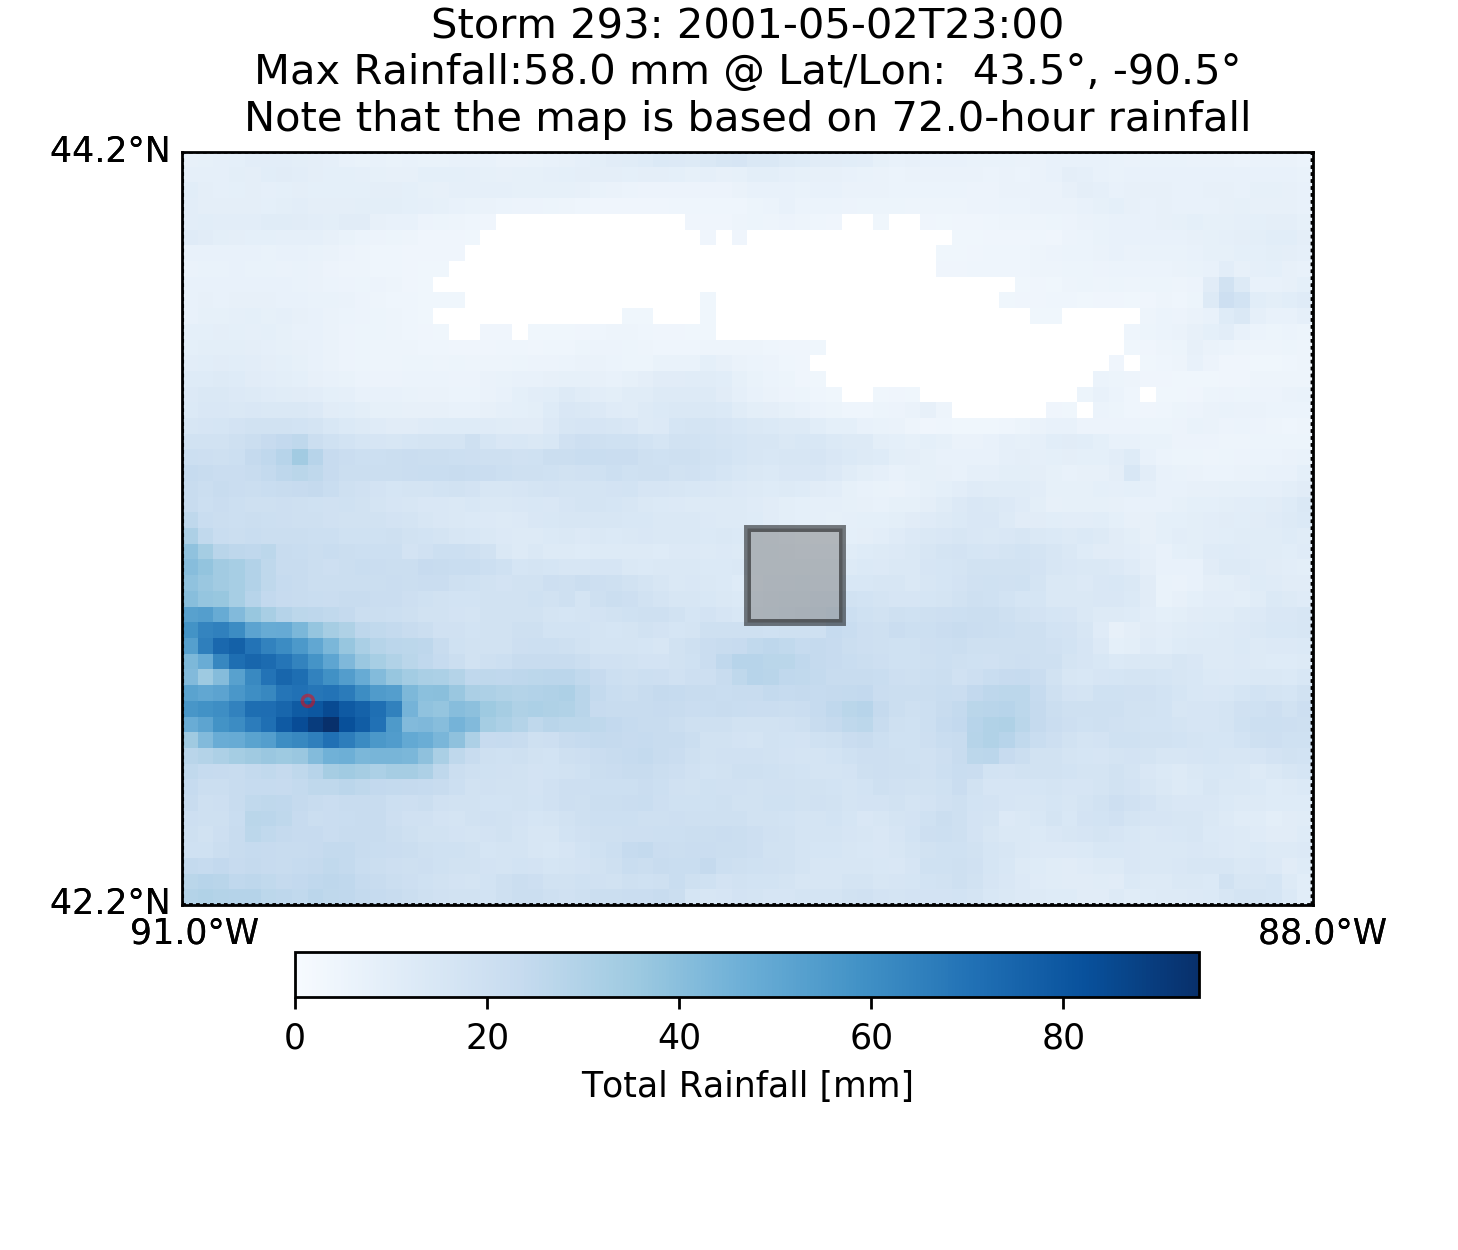 Storm 293: 2001-05-02T23:00
Max Rainfall:58.0 mm @ Lat/Lon:  43.5°, -90.5°
Note that the map is based on 72.0-hour rainfall
44.2°N
42.2°N
91.0°W
88.0°W
0 20 40 60 80
Total Rainfall [mm]